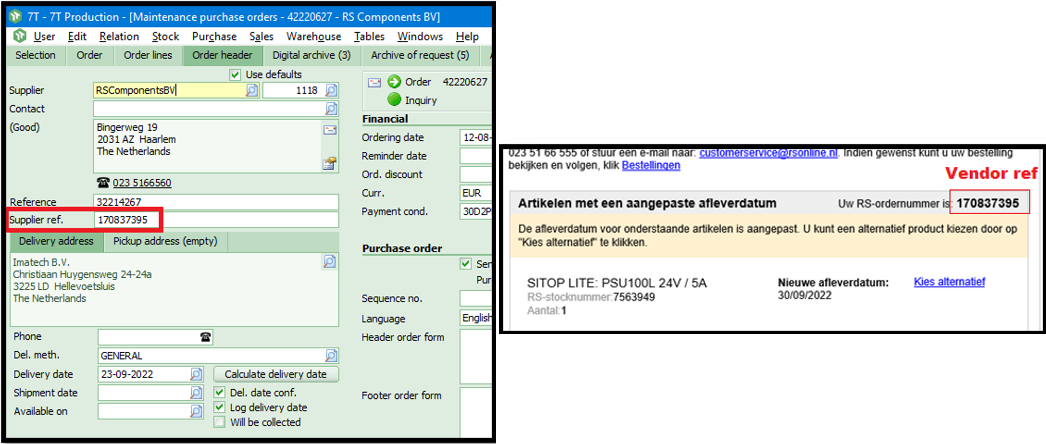 7T - 7T Production - [Maintenance purchase orders - 42220627 - RS Components BV]
User Edit Relation Stock Purchase Sales Warehouse Tables Windows Help
Selection Order Order lines Order header Digital archive (3) Archive of request (5)
Use defaults
Supplier RSComponentsBV 1118
Contact
(Good) Bingerweg 19
2031 AZ Haarlem
The Netherlands
023 5166560
Reference 32214267
Supplier ref. 170837395
Delivery address Pickup address (empty)
Imatech B.V.
Christiaan Huygensweg 24-24a
3225 LD Hellevoetsluis
The Netherlands
Phone
Del. meth. GENERAL
Delivery date 23-09-2022 Calculate delivery date
Shipment date Del. date conf.
Available on Log delivery date
Will be collected
Order 42220627
Inquiry
Financial
Ordering date 12-08-
Reminder date
Ord. discount
Curr. EUR
Payment cond. 30D2P
Purchase order
Sen
Pur
Sequence no.
Language English
Header order form
Footer order form
023 51 66 555 of stuur een e-mail naar: customerservice@rsonline.nl. Indien gewenst kunt u uw bestelling
bekijken en volgen, klik Bestellingen
Vendor ref
Artikelen met een aangepaste afleverdatum Uw RS-ordernummer is: 170837395
De afleverdatum voor onderstaande artikelen is aangepast. U kunt een alternatief product kiezen door op
"Kies alternatief" te klikken.
SITOP LITE: PSU100L 24V / 5A Nieuwe afleverdatum: Kies alternatief
RS-stocknummer:7563949 30/09/2022
Aantal:1